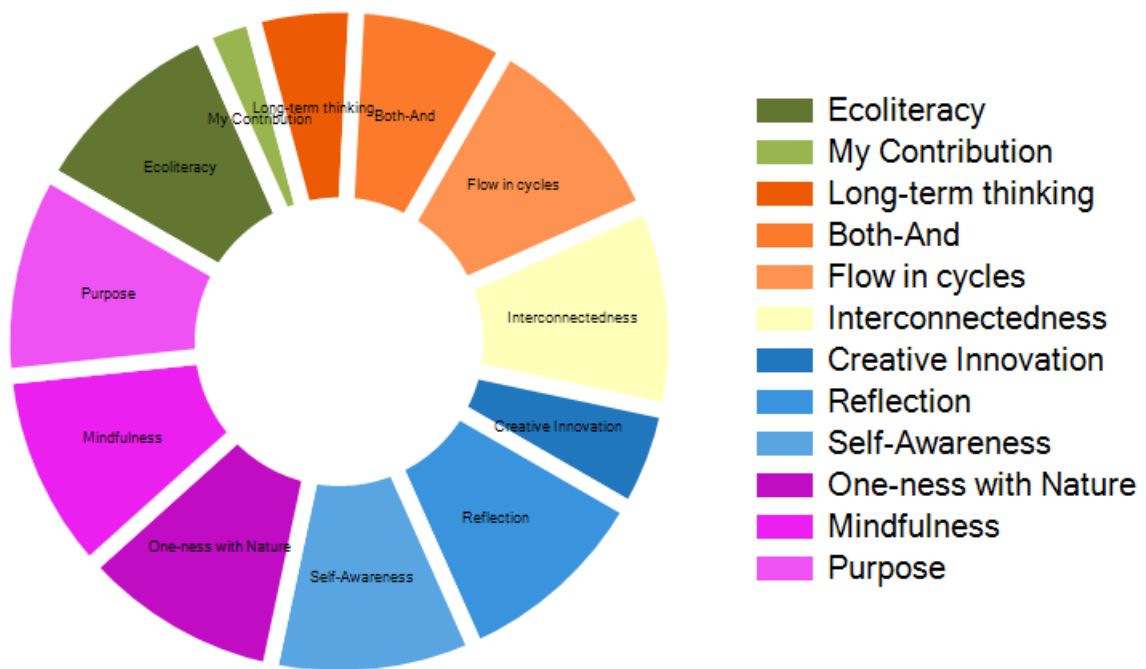 Long-term thinking
My Contribution
Both-And
Ecoliteracy
Flow in cycles
Purpose
Interconnectedness
Creative Innovation
Mindfulness
Reflection
One-ness with Nature
Self-Awareness
Ecoliteracy
My Contribution
Long-term thinking
Both-And
Flow in cycles
Interconnectedness
Creative Innovation
Reflection
Self-Awareness
One-ness with Nature
Mindfulness
Purpose